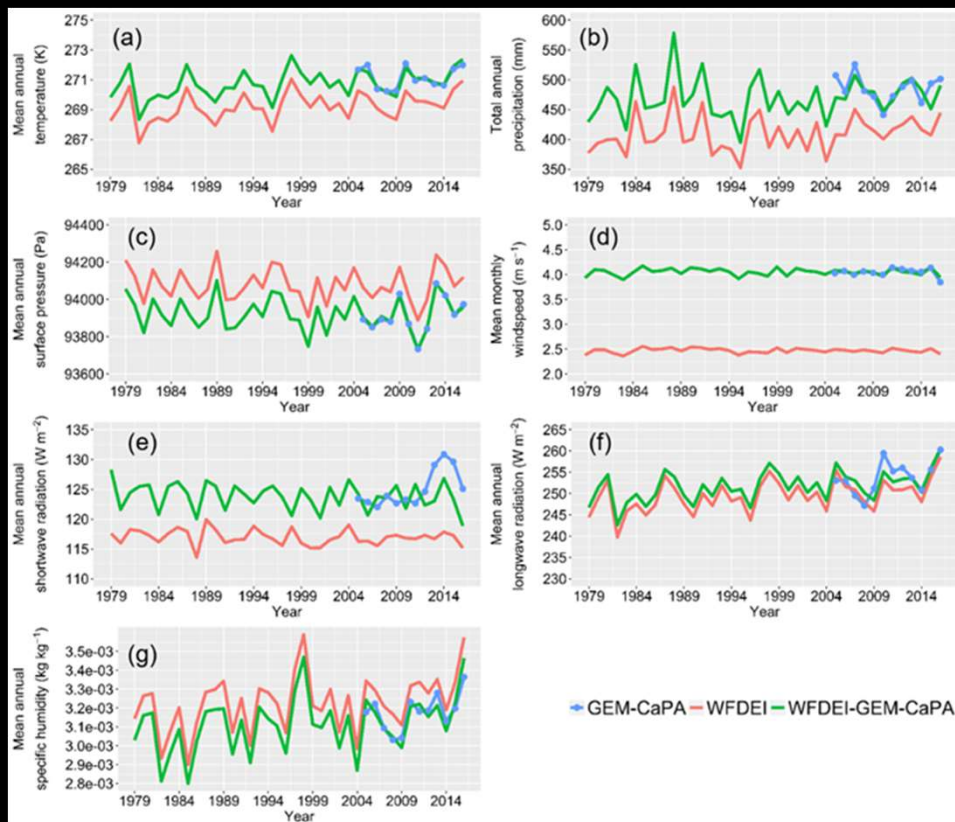 (a)
Mean annual
temperature (K)
275
273
271
269
267
265
1979 1984 1989 1994 1999 2004 2009 2014
Year
(b)
Total annual
precipitation (mm)
600
550
500
450
400
350
1979 1984 1989 1994 1999 2004 2009 2014
Year
(c)
Mean annual
surface pressure (Pa)
94400
94200
94000
93800
93600
1979 1984 1989 1994 1999 2004 2009 2014
Year
(d)
Mean monthly
windspeed (m s⁻¹)
5.0
4.5
4.0
3.5
3.0
2.5
2.0
1979 1984 1989 1994 1999 2004 2009 2014
Year
(e)
Mean annual
shortwave radiation (W m⁻²)
135
130
125
120
115
110
1979 1984 1989 1994 1999 2004 2009 2014
Year
(f)
Mean annual
longwave radiation (W m⁻²)
265
260
255
250
245
240
235
230
1979 1984 1989 1994 1999 2004 2009 2014
Year
(g)
Mean annual
specific humidity (kg kg⁻¹)
3.5e-03
3.4e-03
3.3e-03
3.2e-03
3.1e-03
3.0e-03
2.9e-03
2.8e-03
1979 1984 1989 1994 1999 2004 2009 2014
Year
GEM-CaPA WFDEI WFDEI-GEM-CaPA